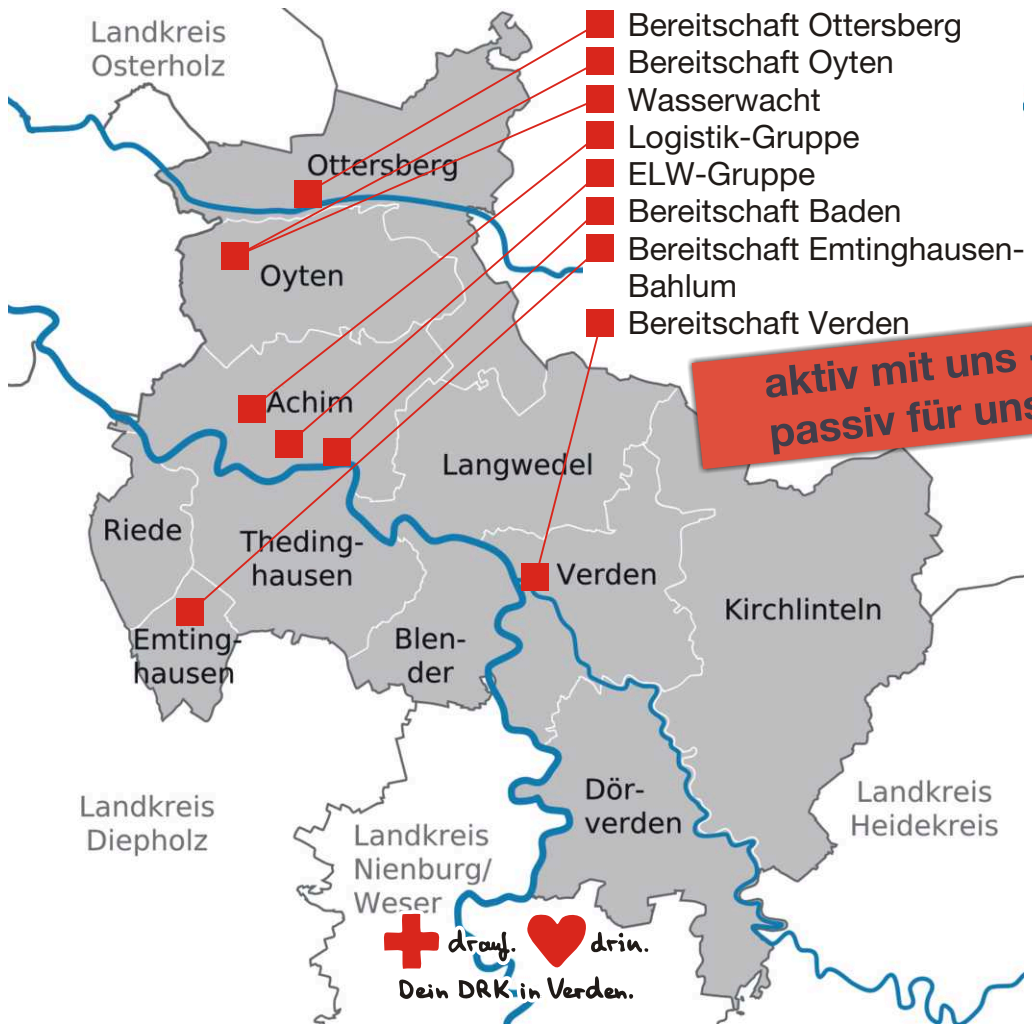 Landkreis
Osterholz
Bereitschaft Ottersberg
Bereitschaft Oyten
Wasserwacht
Logistik-Gruppe
ELW-Gruppe
Bereitschaft Baden
Bereitschaft Emtinghausen-
Bahlum
Bereitschaft Verden
aktiv mit uns
passiv für uns
Ottersberg
Oyten
Achim
Langwedel
Riede
Theding-
hausen
Verden
Kirchlinteln
Emting-
hausen
Blen-
der
Dör-
verden
Landkreis
Diepholz
Landkreis
Nienburg/
Weser
Landkreis
Heidekreis
drauf. drin.
Dein DRK in Verden.